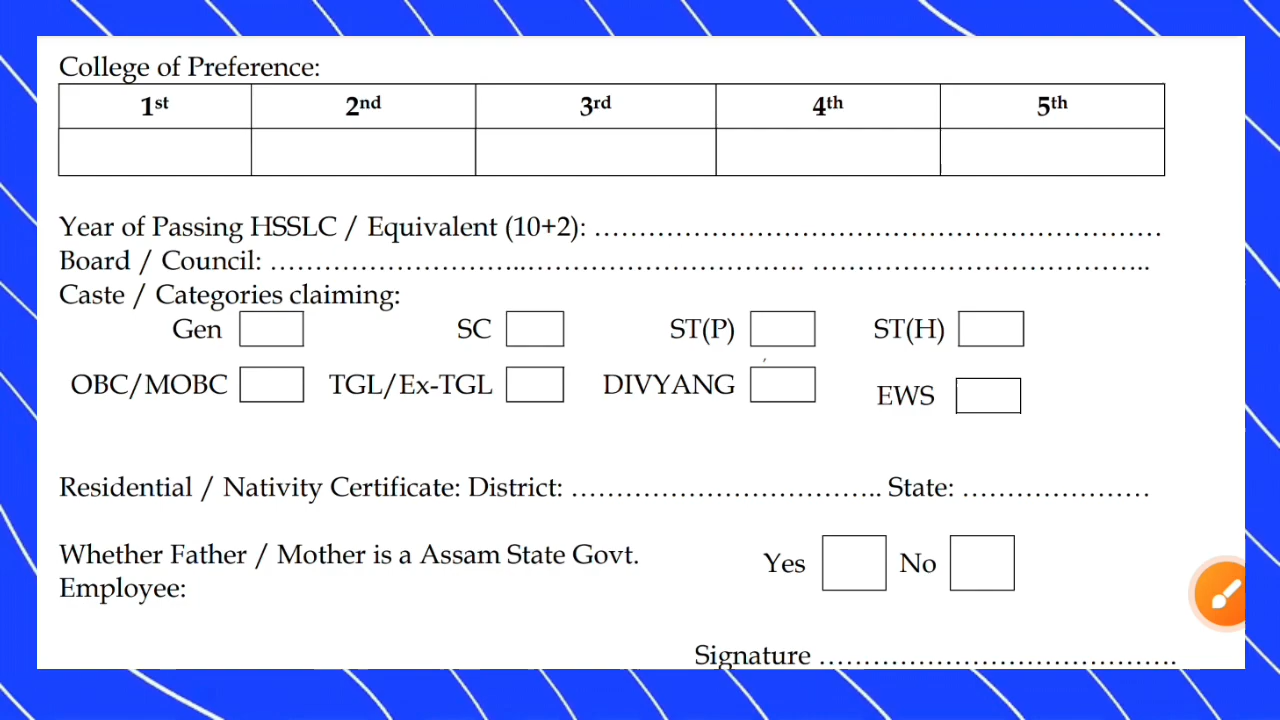 College of Preference:
1st 2nd 3rd 4th 5th
Year of Passing HSSLC / Equivalent (10+2): ……………………………………………………….
Board / Council: ………………………..…………………………. ………………………………..
Caste / Categories claiming:
Gen SC ST(P) ST(H)
OBC/MOBC TGL/Ex-TGL DIVYANG EWS
Residential / Nativity Certificate: District: …………………………….. State: …………………
Whether Father / Mother is a Assam State Govt. Yes No
Employee:
Signature ………………………………….